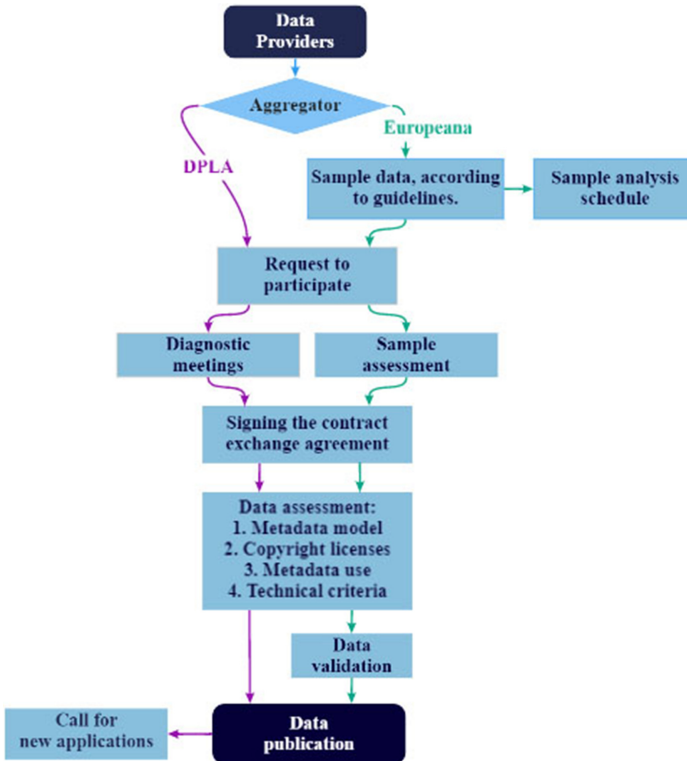 Data
Providers
Aggregator
Europeana
DPLA
Sample data, according
to guidelines.
Sample analysis
schedule
Request to
participate
Diagnostic
meetings
Sample
assessment
Signing the contract
exchange agreement
Data assessment:
1. Metadata model
2. Copyright licenses
3. Metadata use
4. Technical criteria
Data
validation
Data
publication
Call for
new applications